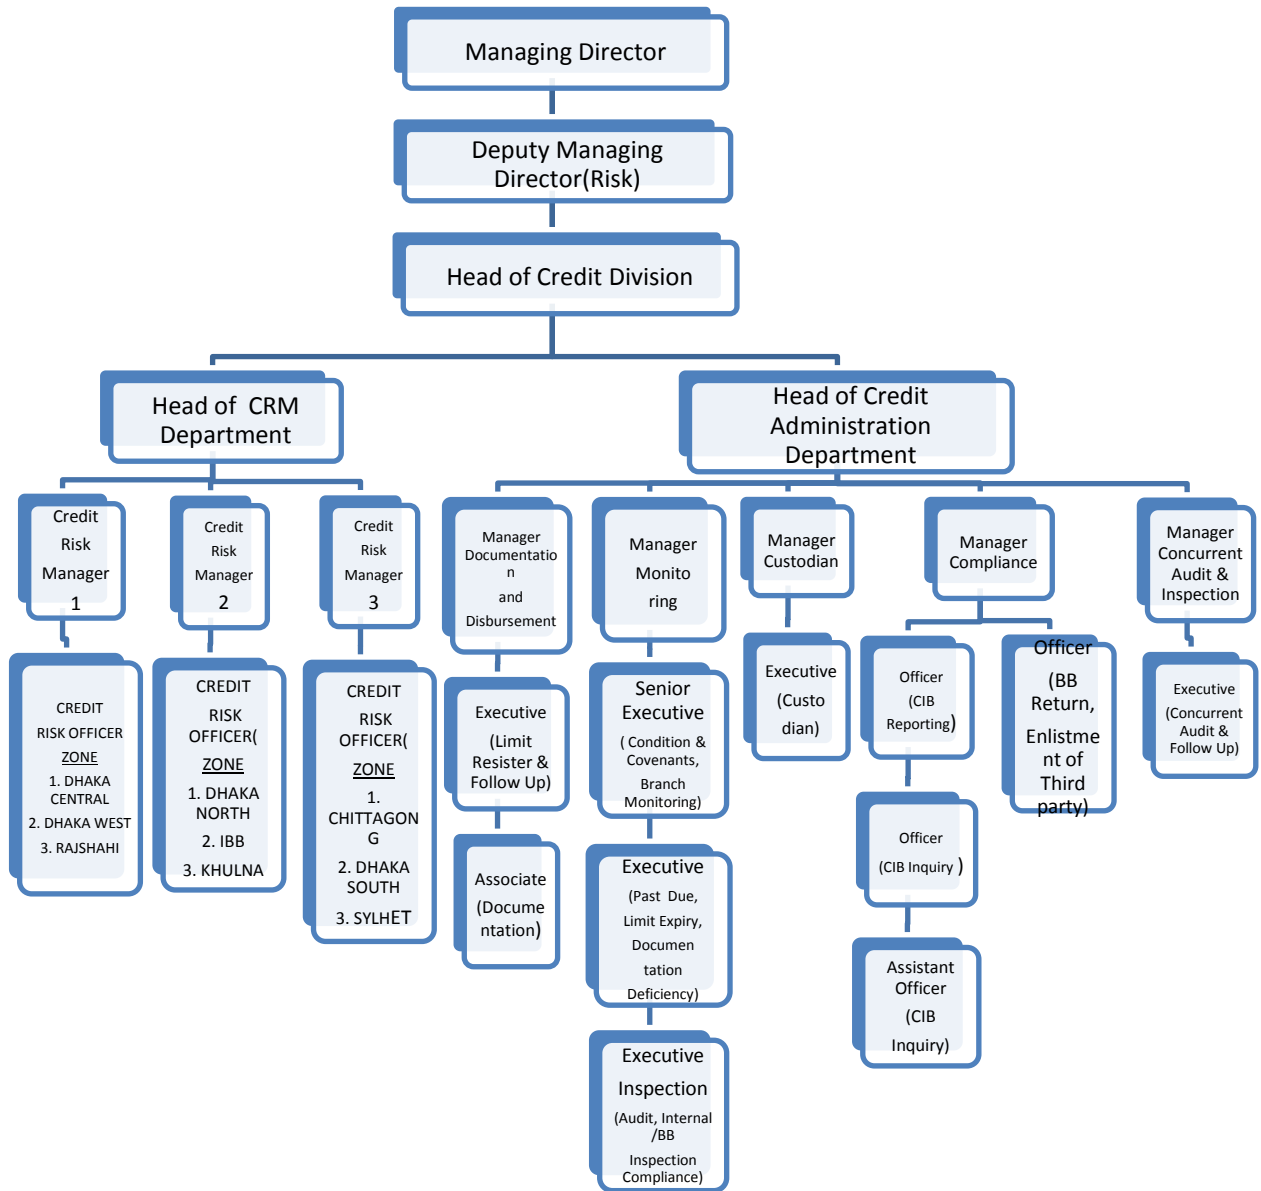 Managing Director
Deputy Managing
Director(Risk)
Head of Credit Division
Head of  CRM
Department
Head of Credit
Administration
Department
Credit
Risk
Manager
1
Credit
Risk
Manager
2
Credit
Risk
Manager
3
Manager
Documentatio
n
and
Disbursement
Manager
Monito
ring
Manager
Custodian
Manager
Compliance
Manager
Concurrent
Audit &
Inspection
CREDIT
RISK OFFICER
ZONE
1. DHAKA
CENTRAL
2. DHAKA WEST
3. RAJSHAHI
CREDIT
RISK
OFFICER(
ZONE
1. DHAKA
NORTH
2. IBB
3. KHULNA
CREDIT
RISK
OFFICER(
ZONE
1.
CHITTAGON
G
2. DHAKA
SOUTH
3. SYLHET
Executive
(Limit
Resister &
Follow Up)
Associate
(Docume
ntation)
Senior
Executive
( Condition &
Covenants,
Branch
Monitoring)
Executive
(Past  Due,
Limit Expiry,
Documen
tation
Deficiency)
Executive
Inspection
(Audit, Internal
/BB
Inspection
Compliance)
Executive
(Custo
dian)
Officer
(CIB
Reporting)
Officer
(CIB Inquiry )
Assistant
Officer
(CIB
Inquiry)
Officer
(BB
Return,
Enlistme
nt of
Third
party)
Executive
(Concurrent
Audit &
Follow Up)